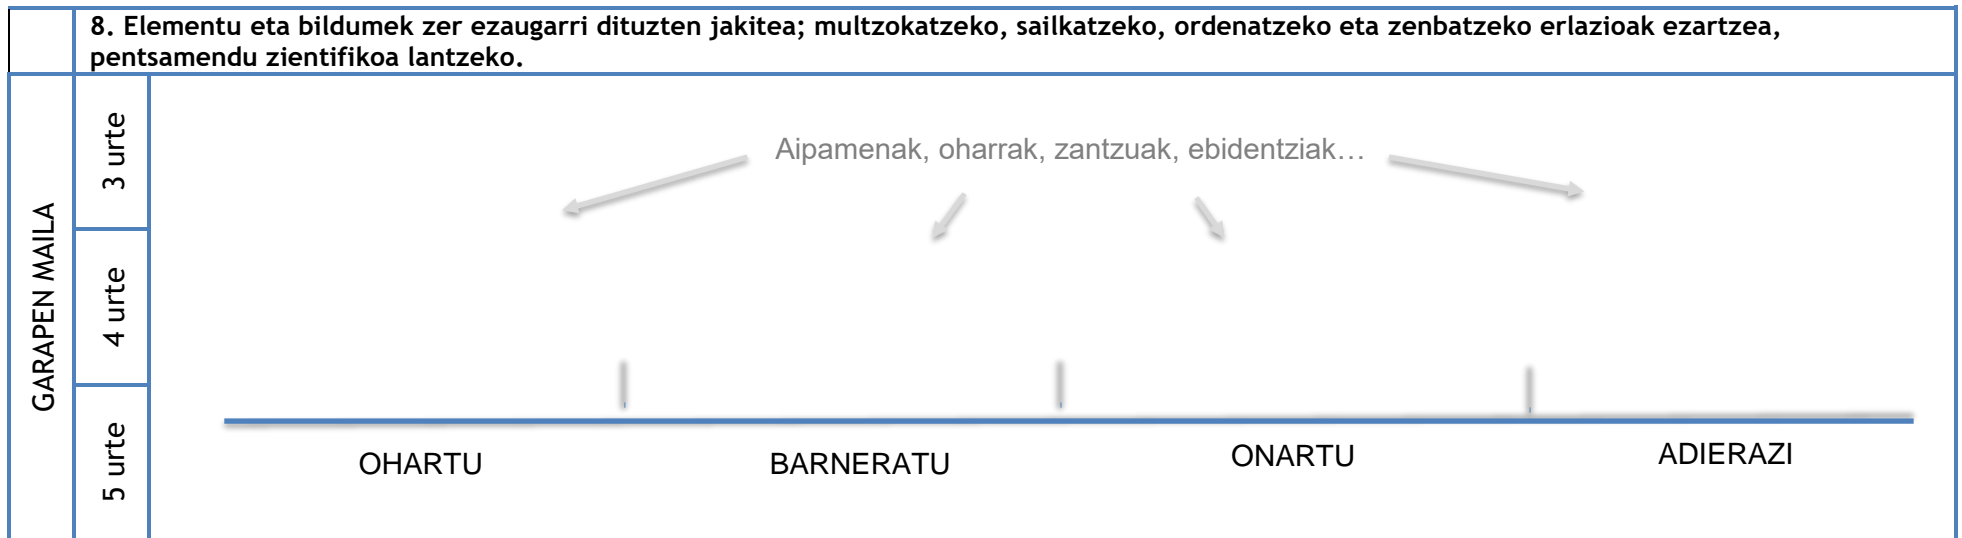 8. Elementu eta bildumek zer ezaugarri dituzten jakitea; multzokatzeko, sailkatzeko, ordenatzeko eta zenbatzeko erlazioak ezartzea,
pentsamendu zientifikoa lantzeko.
GARAPEN MAILA
3 urte
4 urte
5 urte
Aipamenak, oharrak, zantzuak, ebidentziak…
OHARTU
BARNERATU
ONARTU
ADIERAZI